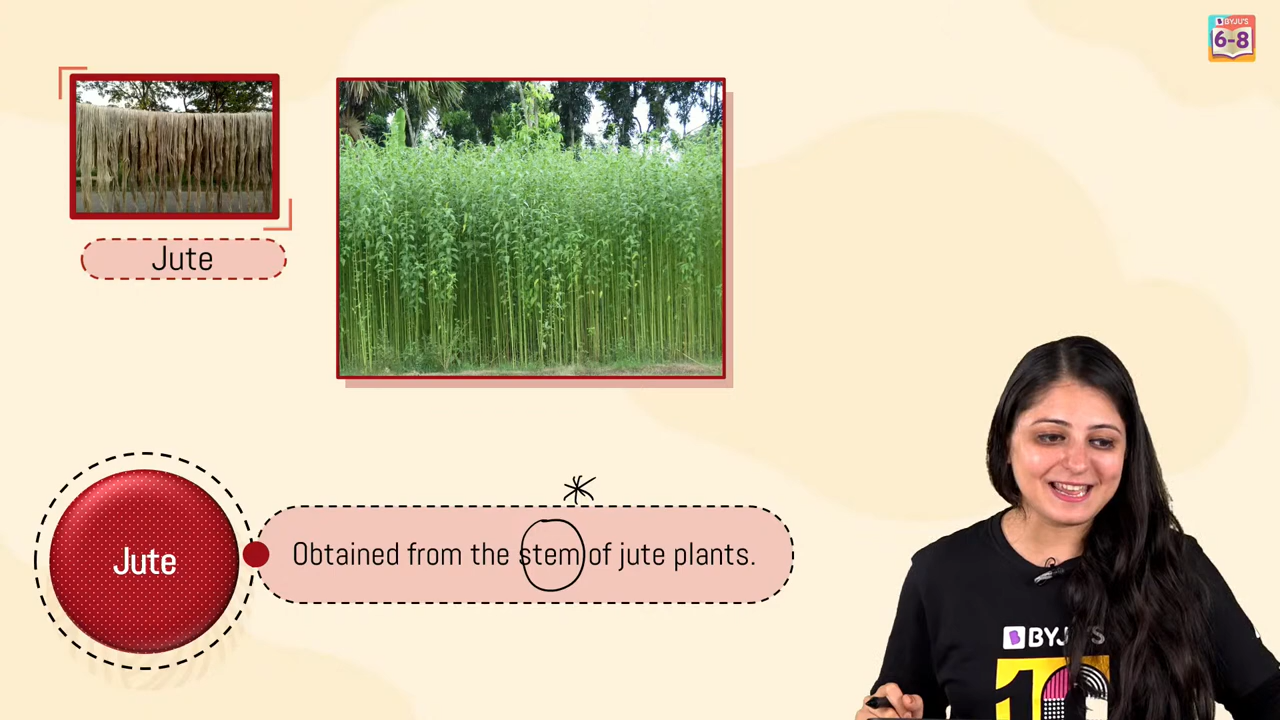 BYJU'S
6-8
Jute
Jute
Obtained from the stem of jute plants.
BYJU'S